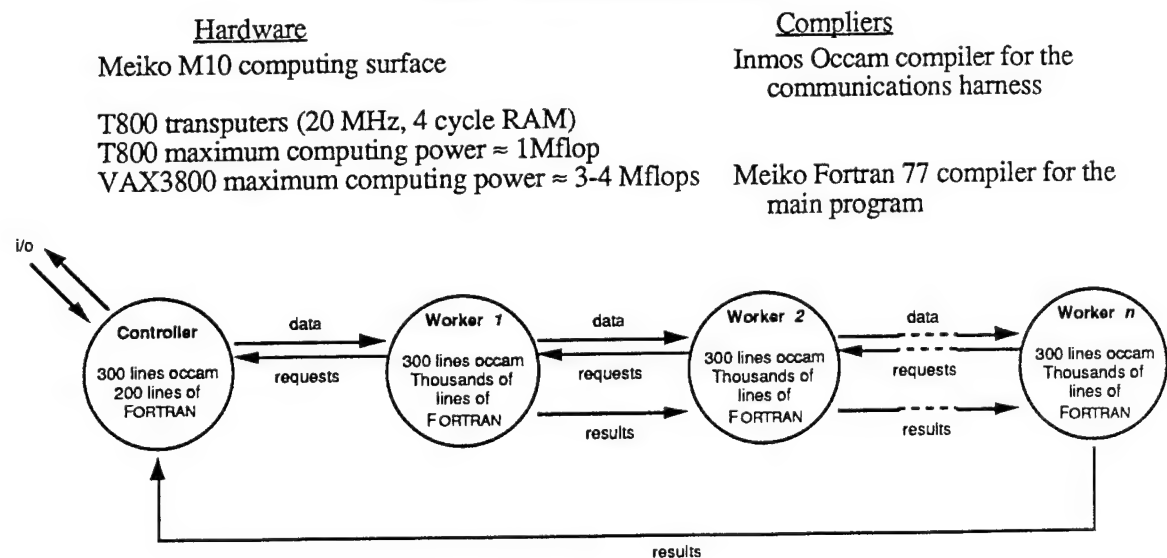 Hardware
Meiko M10 computing surface
T800 transputers (20 MHz, 4 cycle RAM)
T800 maximum computing power ≈ 1Mflop
VAX3800 maximum computing power ≈ 3-4 Mflops
Compliers
Inmos Occam compiler for the
communications harness
Meiko Fortran 77 compiler for the
main program
i/o
Controller
300 lines occam
200 lines of
FORTRAN
data
requests
Worker 1
300 lines occam
Thousands of
lines of
FORTRAN
data
requests
results
Worker 2
300 lines occam
Thousands of
lines of
FORTRAN
data
requests
results
Worker n
300 lines occam
Thousands of
lines of
FORTRAN
results